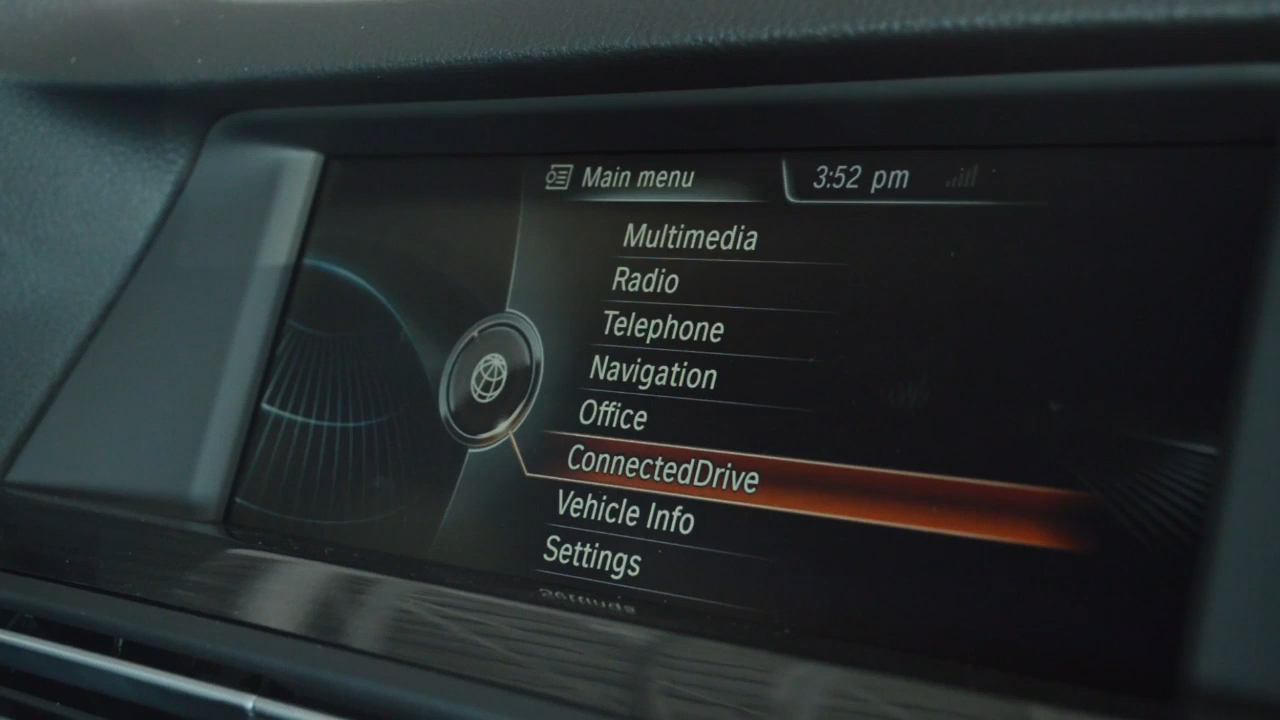 Main menu
3:52 pm
Multimedia
Radio
Telephone
Navigation
Office
ConnectedDrive
Vehicle Info
Settings